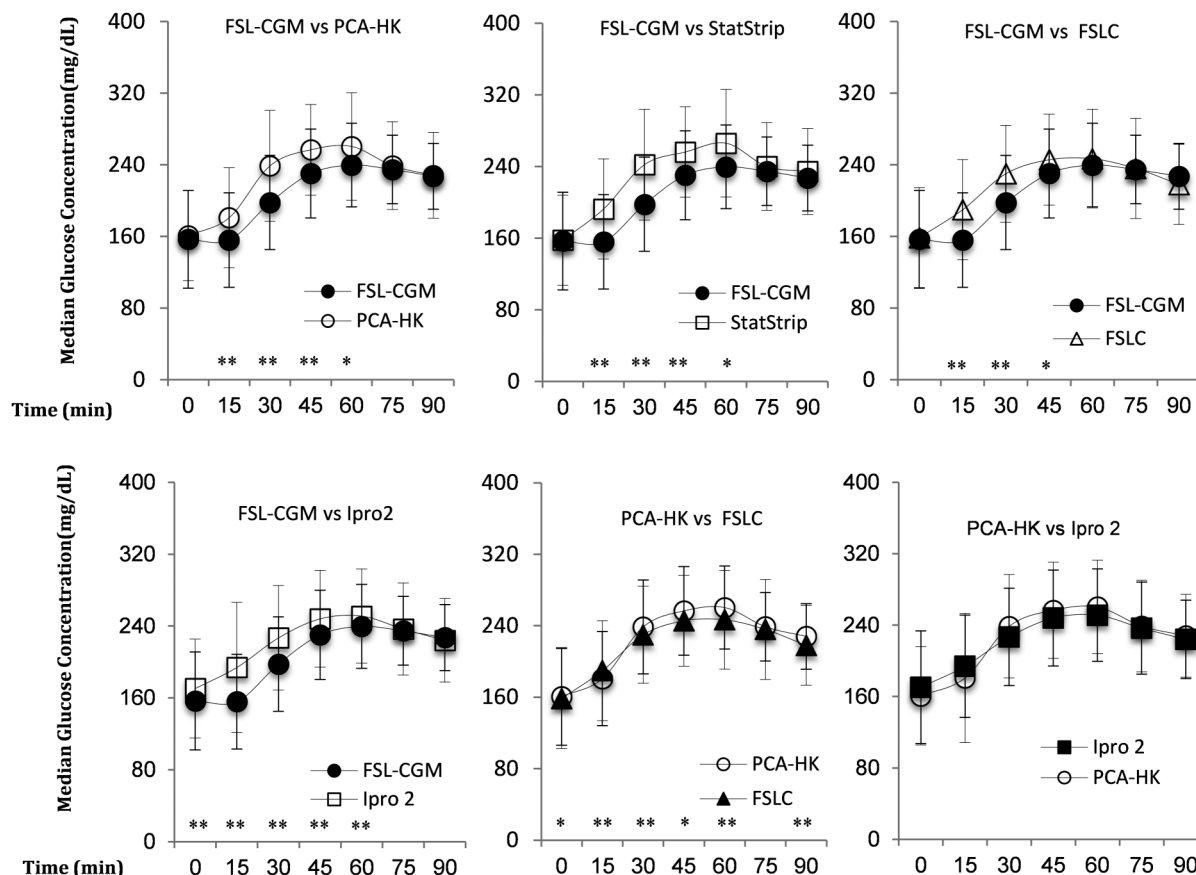 Median Glucose Concentration(mg/dL)
FSL-CGM vs PCA-HK
400
320
240
160
80
0
FSL-CGM
PCA-HK
** ** ** *
Time (min)
0 15 30 45 60 75 90
FSL-CGM vs StatStrip
400
320
240
160
80
0
FSL-CGM
StatStrip
** ** ** *
0 15 30 45 60 75 90
FSL-CGM vs FSLC
400
320
240
160
80
0
FSL-CGM
FSLC
** ** *
0 15 30 45 60 75 90
Median Glucose Concentration(mg/dL)
FSL-CGM vs Ipro2
400
320
240
160
80
0
FSL-CGM
Ipro 2
** ** ** ** **
Time (min)
0 15 30 45 60 75 90
PCA-HK vs FSLC
400
320
240
160
80
0
PCA-HK
FSLC
* ** ** * ** **
0 15 30 45 60 75 90
PCA-HK vs Ipro 2
400
320
240
160
80
0
Ipro 2
PCA-HK
0 15 30 45 60 75 90